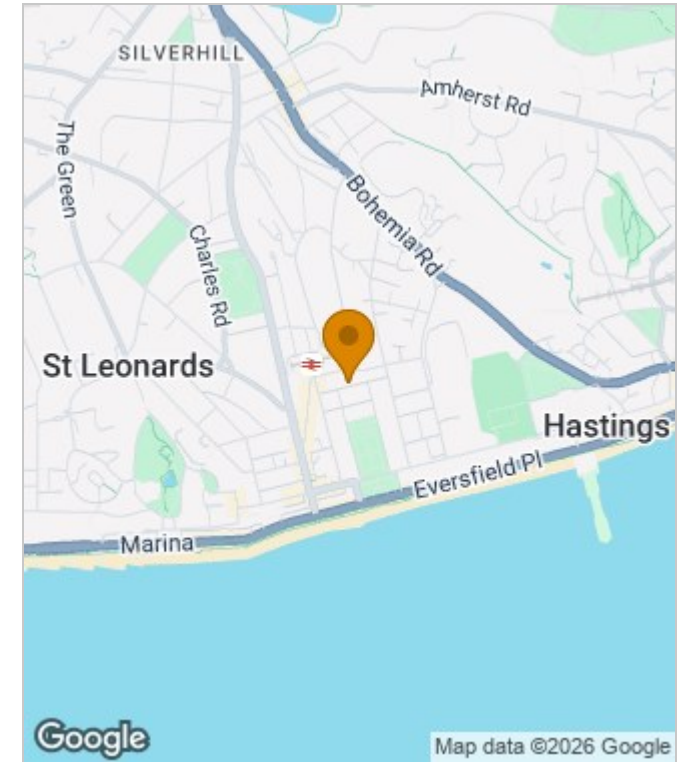 SILVERHILL
Amherst Rd
The Green
Bohemia Rd
Charles Rd
St Leonards
Hastings
Eversfield Pl
Marina
Google
Map data ©2026 Google